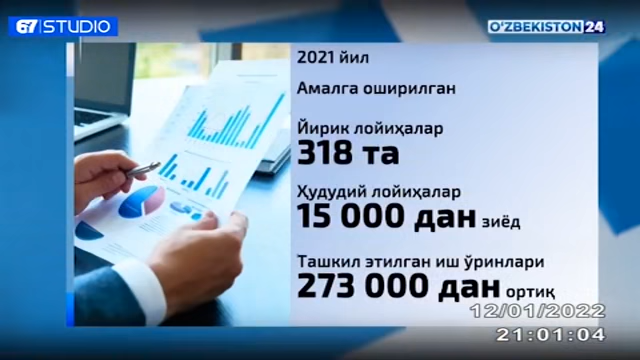 67 STUDIO
O'ZBEKISTON 24
2021 йил
Амалга оширилган
Йирик лойиҳалар
318 та
Ҳудудий лойиҳалар
15 000 дан зиёд
Ташкил этилган иш ўринлари
273 000 дан ортиқ
12/01/2022
21:01:04